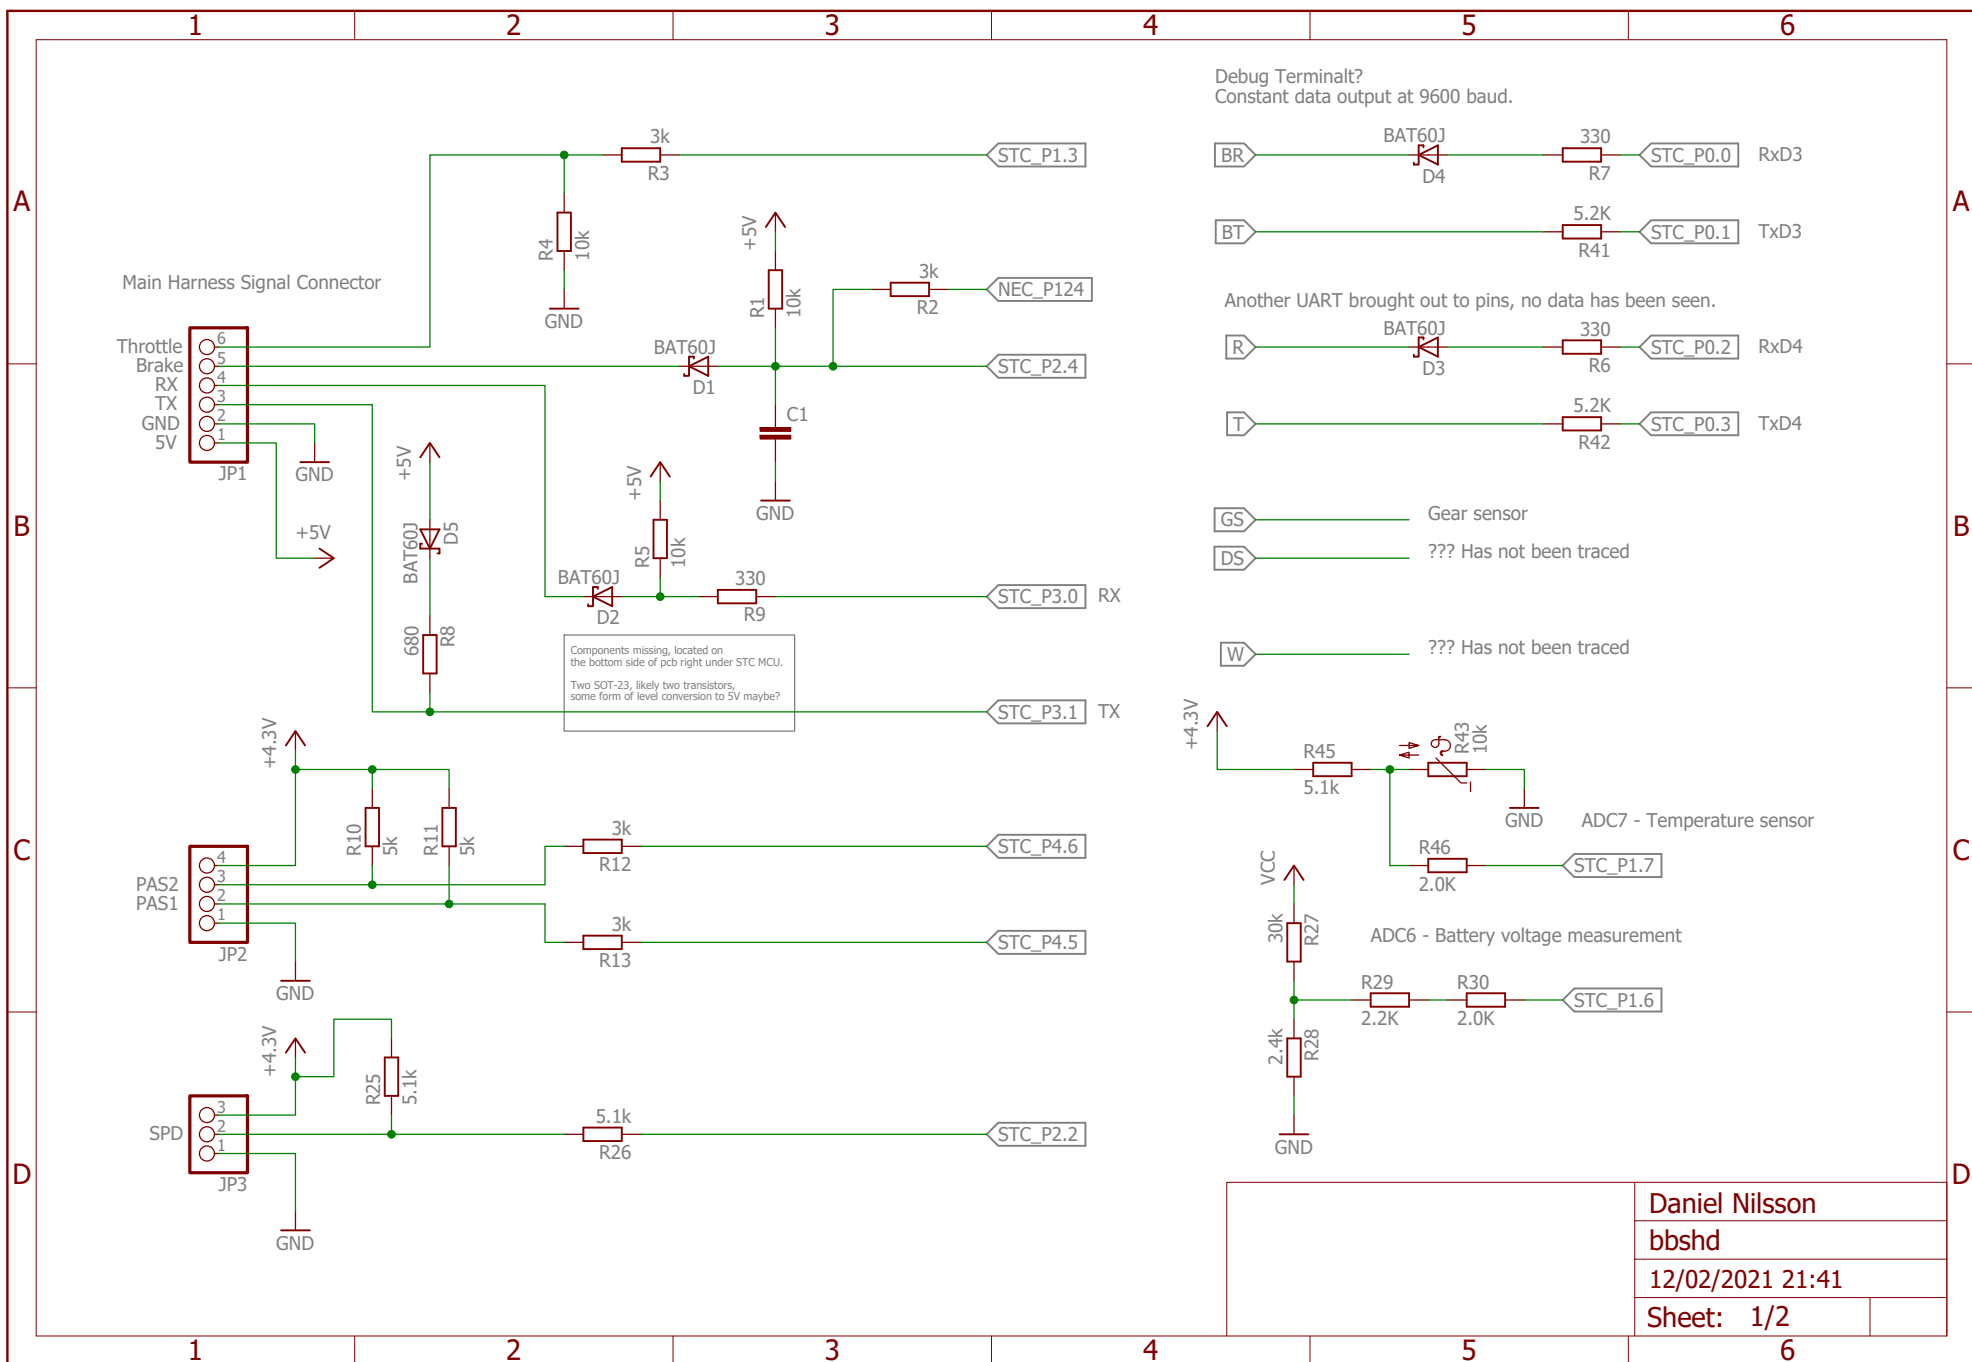 1 2 3 4 5 6
A
A
B
B
C
C
D
D
Debug Terminalt?
Constant data output at 9600 baud.
3k
R3
STC_P1.3
R4
10k
GND
+5V
R1
10k
3k
R2
NEC_P124
Main Harness Signal Connector
Throttle 6
Brake 5
RX 4
TX 3
GND 2
5V 1
JP1
GND
+5V
BAT60J
D1
STC_P2.4
C1
GND
+5V
BAT60J
D5
680
R8
+5V
R5
10k
BAT60J
D2
330
R9
STC_P3.0 RX
Components missing, located on
the bottom side of pcb right under STC MCU.
Two SOT-23, likely two transistors,
some form of level conversion to 5V maybe?
STC_P3.1 TX
BR
BAT60J
D4
330
R7
STC_P0.0 RxD3
BT
5.2K
R41
STC_P0.1 TxD3
Another UART brought out to pins, no data has been seen.
R
BAT60J
D3
330
R6
STC_P0.2 RxD4
T
5.2K
R42
STC_P0.3 TxD4
GS Gear sensor
DS ??? Has not been traced
W ??? Has not been traced
+4.3V
R10
5k
R11
5k
4
PAS2 3
PAS1 2
1
JP2
GND
3k
R12
STC_P4.6
3k
R13
STC_P4.5
+4.3V
R25
5.1k
3
SPD 2
1
JP3
GND
5.1k
R26
STC_P2.2
+4.3V
R45
5.1k
R43
10k
GND
ADC7 - Temperature sensor
R46
2.0K
STC_P1.7
VCC
30k
R27
ADC6 - Battery voltage measurement
R29
2.2K
R30
2.0K
STC_P1.6
2.4k
R28
GND
Daniel Nilsson
bbshd
12/02/2021 21:41
Sheet: 1/2
1 2 3 4 5 6